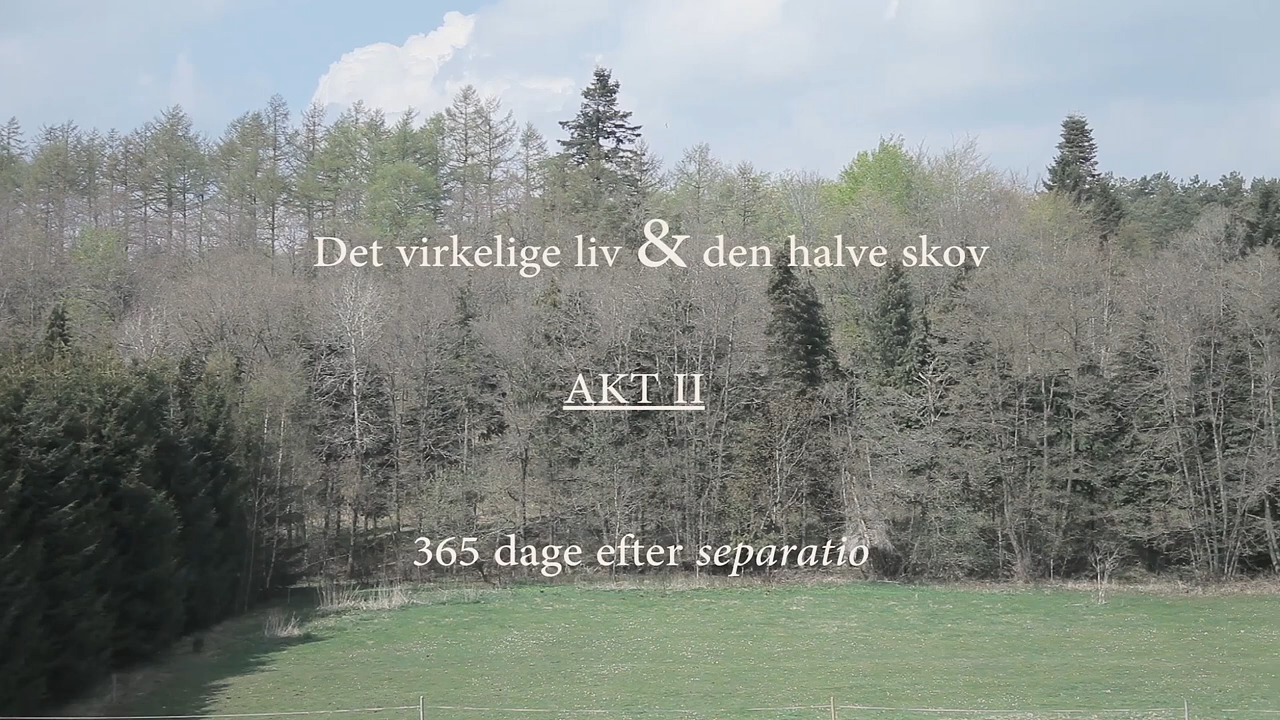 Det virkelige liv & den halve skov
AKT II
365 dage efter separatio